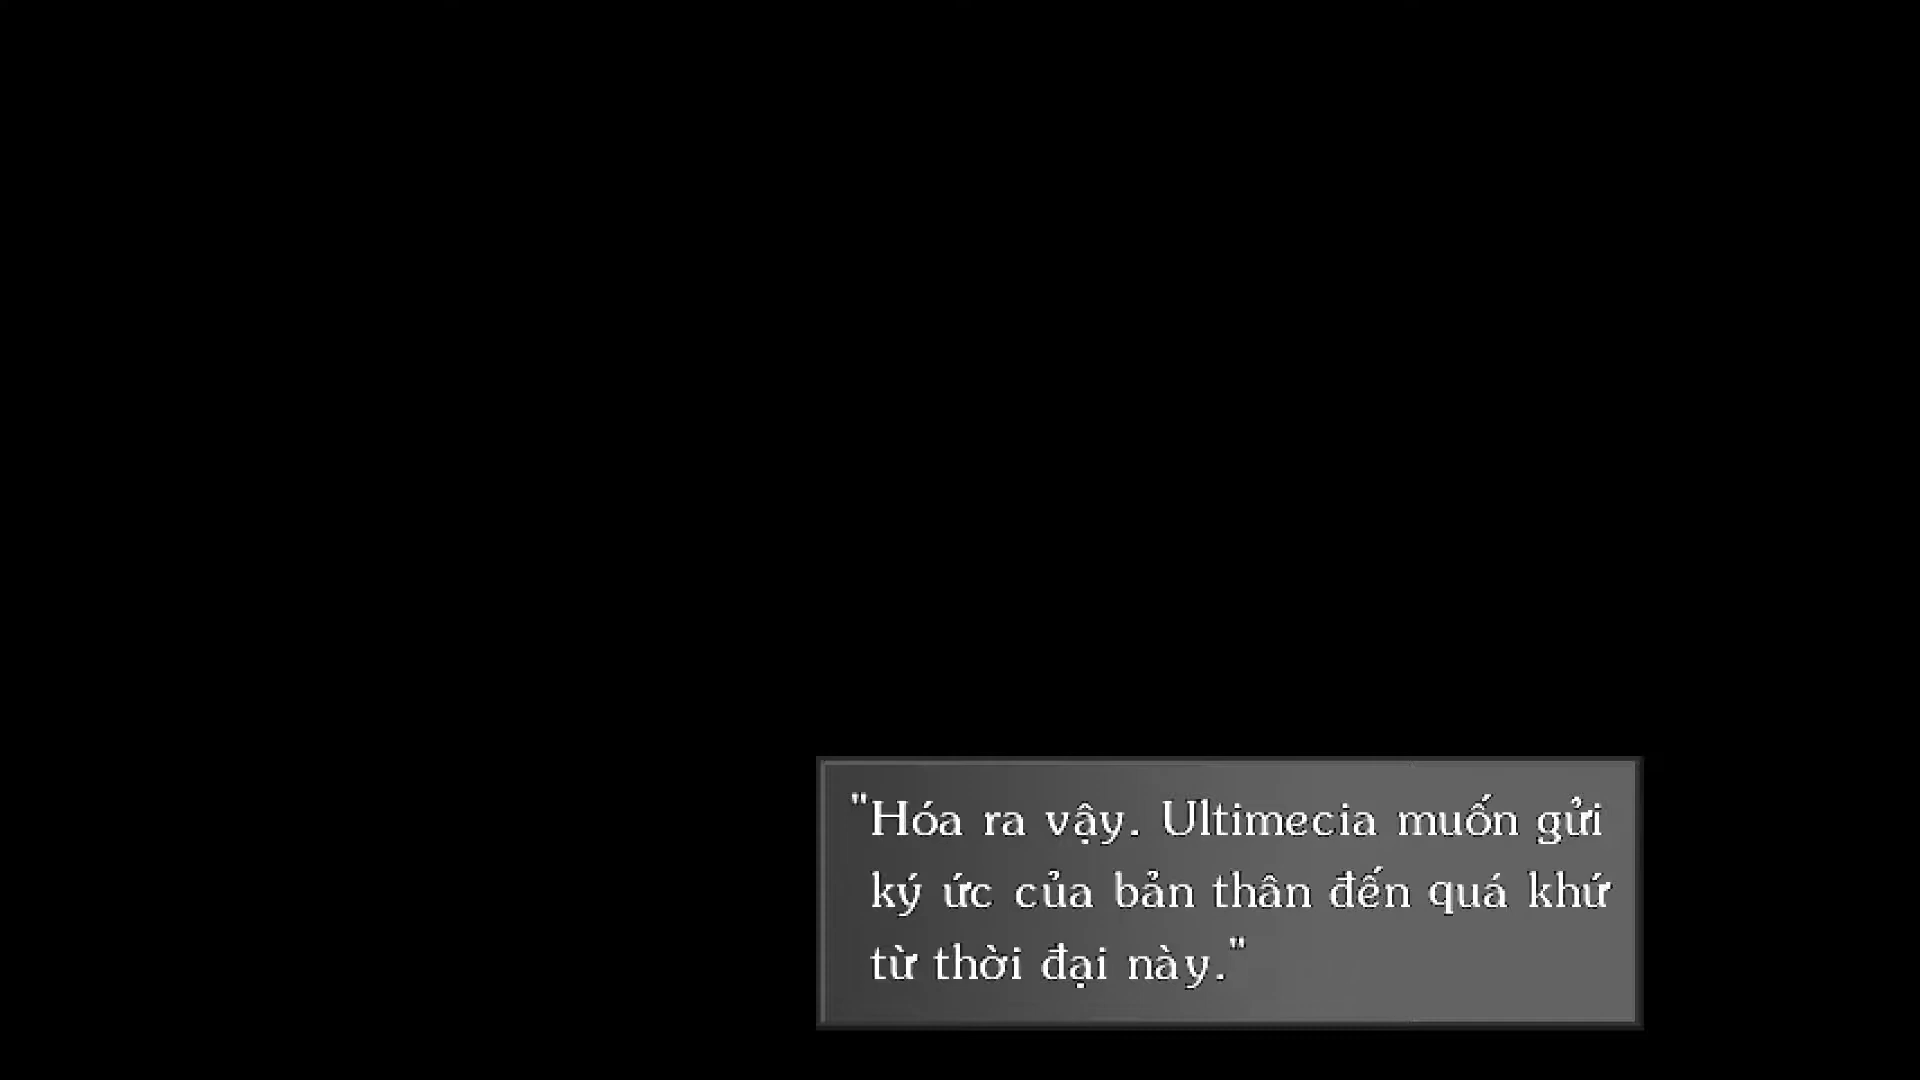 "Hóa ra vậy. Ultimecia muốn gửi
ký ức của bản thân đến quá khứ
từ thời đại này."